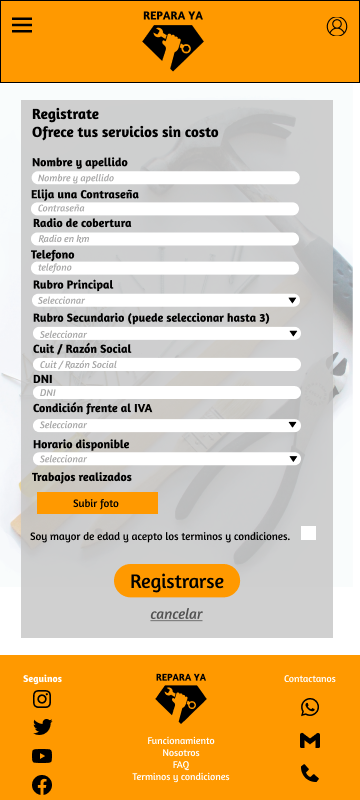 REPARA YA
Registrate
Ofrece tus servicios sin costo
Nombre y apellido
Nombre y apellido
Elija una Contraseña
Contraseña
Radio de cobertura
Radio en km
Telefono
telefono
Rubro Principal
Seleccionar
Rubro Secundario (puede seleccionar hasta 3)
Seleccionar
Cuit / Razón Social
Cuit / Razón Social
DNI
DNI
Condición frente al IVA
Seleccionar
Horario disponible
Seleccionar
Trabajos realizados
Subir foto
Soy mayor de edad y acepto los terminos y condiciones.
Registrarse
cancelar
Seguinos
REPARA YA
Contactanos
Funcionamiento
Nosotros
FAQ
Terminos y condiciones